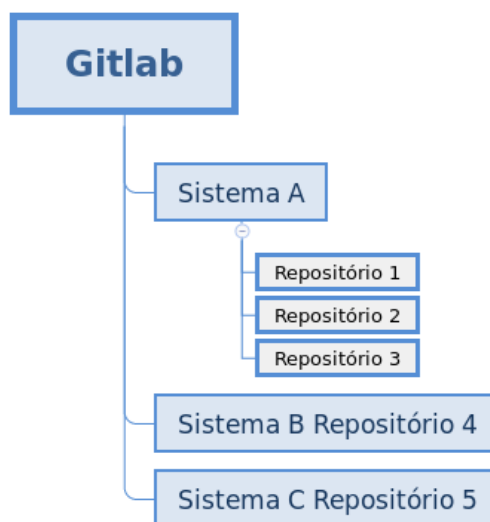 Gitlab
Sistema A
Repositório 1
Repositório 2
Repositório 3
Sistema B Repositório 4
Sistema C Repositório 5